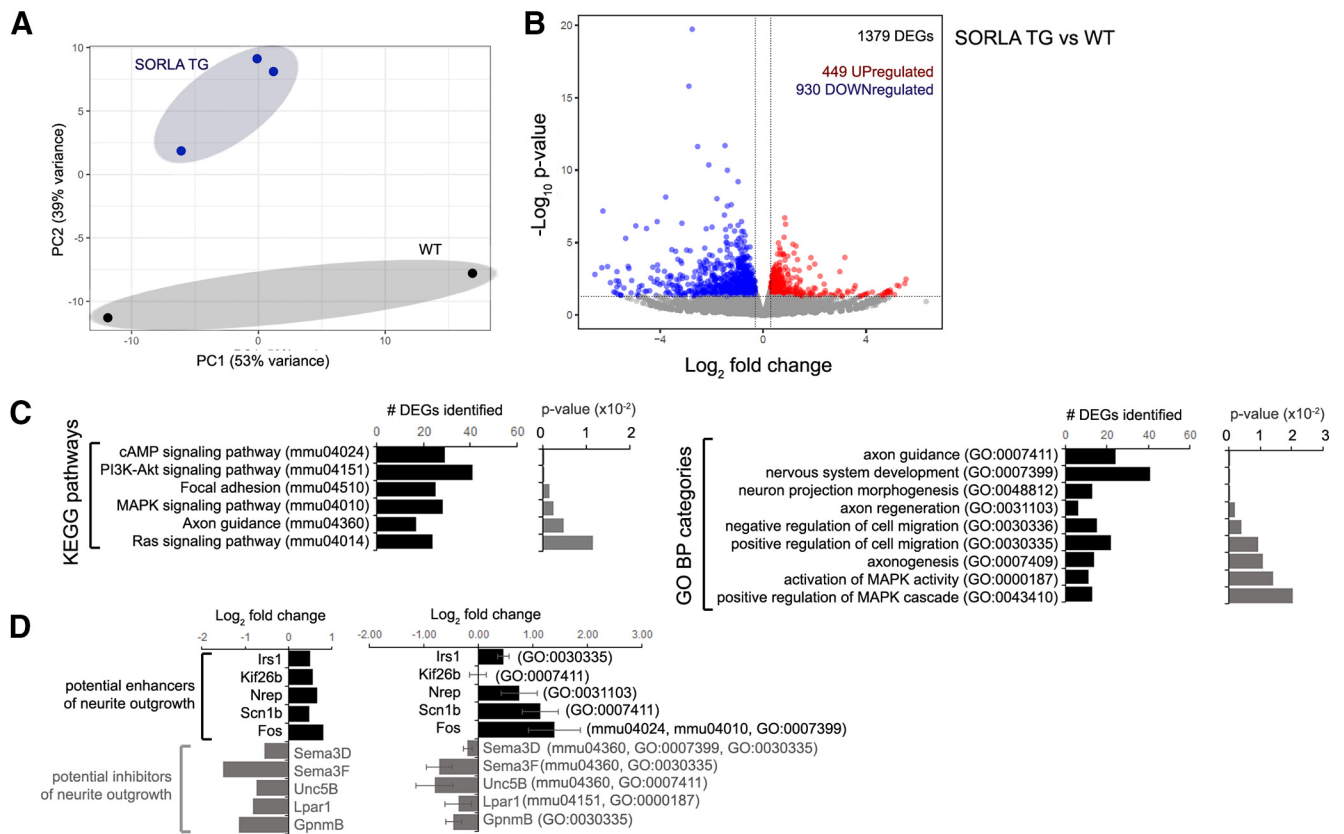 A
SORLA TG
WT
10
5
0
-5
-10
PC2 (39% variance)
-10
0
10
PC1 (53% variance)
B
SORLA TG vs WT
1379 DEGs
449 UPregulated
930 DOWNregulated
20
15
10
5
0
-Log10 p-value
-4
0
4
Log2 fold change
C
KEGG pathways
# DEGs identified
p-value (x10-2)
0 20 40 60
0 1 2
cAMP signaling pathway (mmu04024)
PI3K-Akt signaling pathway (mmu04151)
Focal adhesion (mmu04510)
MAPK signaling pathway (mmu04010)
Axon guidance (mmu04360)
Ras signaling pathway (mmu04014)
GO BP categories
# DEGs identified
p-value (x10-2)
0 20 40 60
0 1 2 3
axon guidance (GO:0007411)
nervous system development (GO:0007399)
neuron projection morphogenesis (GO:0048812)
axon regeneration (GO:0031103)
negative regulation of cell migration (GO:0030336)
positive regulation of cell migration (GO:0030335)
axonogenesis (GO:0007409)
activation of MAPK activity (GO:0000187)
positive regulation of MAPK cascade (GO:0043410)
D
Log2 fold change
-2 -1 0 1
potential enhancers
of neurite outgrowth
Irs1
Kif26b
Nrep
Scn1b
Fos
potential inhibitors
of neurite outgrowth
Sema3D
Sema3F
Unc5B
Lpar1
GpnmB
Log2 fold change
-2.00 -1.00 0.00 1.00 2.00 3.00
Irs1 (GO:0030335)
Kif26b (GO:0007411)
Nrep (GO:0031103)
Scn1b (GO:0007411)
Fos (mmu04024, mmu04010, GO:0007399)
Sema3D (mmu04360, GO:0007399, GO:0030335)
Sema3F (mmu04360, GO:0030335)
Unc5B (mmu04360, GO:0007411)
Lpar1 (mmu04151, GO:0000187)
GpnmB (GO:0030335)